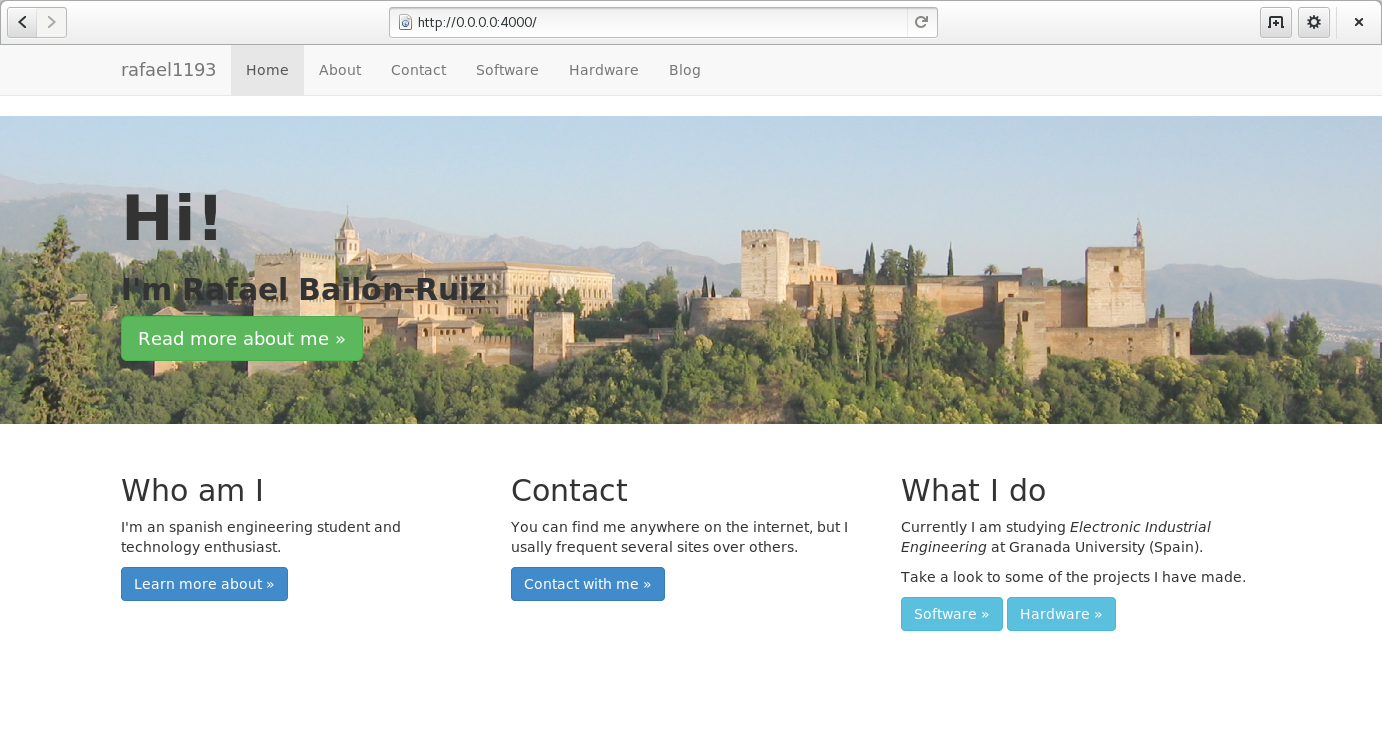 http://0.0.0.0:4000/
rafael1193 Home About Contact Software Hardware Blog
Hi!
I'm Rafael Bailón-Ruiz
Read more about me »
Who am I
I'm an spanish engineering student and
technology enthusiast.
Learn more about »
Contact
You can find me anywhere on the internet, but I
usally frequent several sites over others.
Contact with me »
What I do
Currently I am studying Electronic Industrial
Engineering at Granada University (Spain).
Take a look to some of the projects I have made.
Software » Hardware »